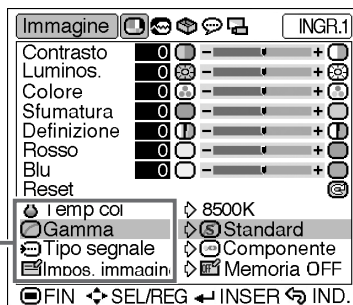 Immagine INGR.1
Contrasto 0 - +
Luminos. 0 - +
Colore 0 - +
Sfumatura 0 - +
Definizione 0 - +
Rosso 0 - +
Blu 0 - +
Reset
Temp col 8500K
Gamma S Standard
Tipo segnale Componente
Impos. immagin Memoria OFF
FIN SEL/REG INSER IND.